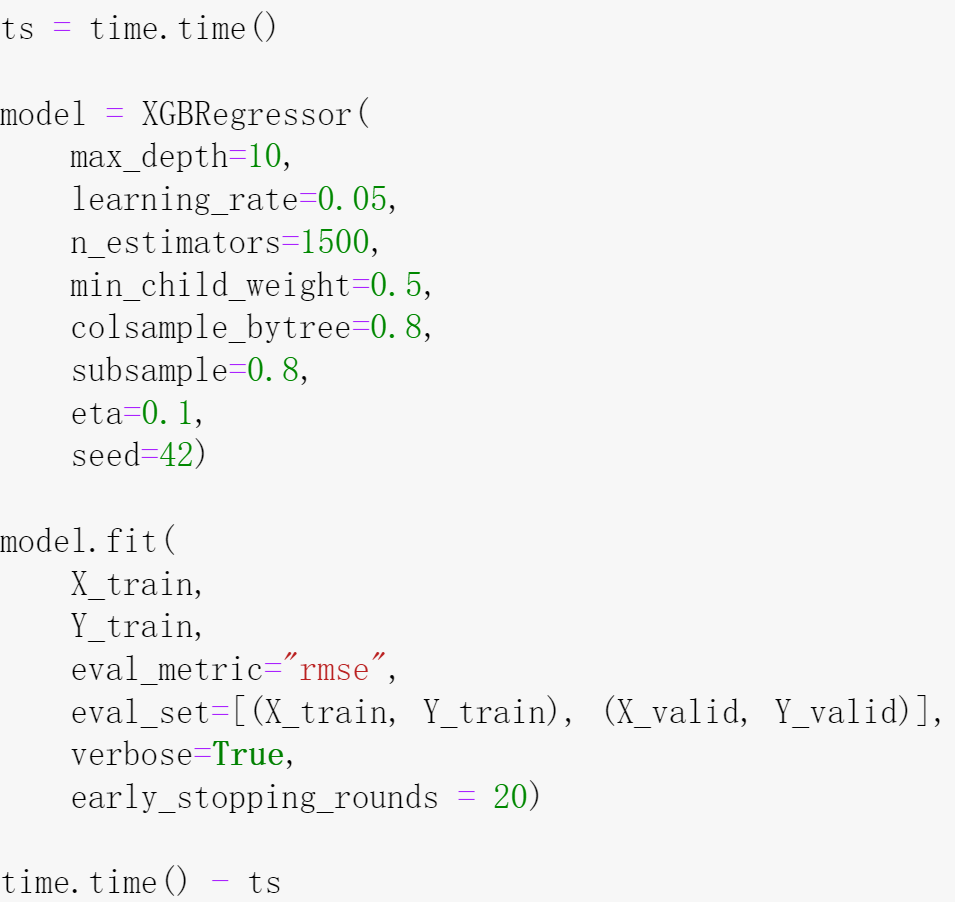 ts = time.time()
model = XGBRegressor(
    max_depth=10,
    learning_rate=0.05,
    n_estimators=1500,
    min_child_weight=0.5,
    colsample_bytree=0.8,
    subsample=0.8,
    eta=0.1,
    seed=42)
model.fit(
    X_train,
    Y_train,
    eval_metric="rmse",
    eval_set=[(X_train, Y_train), (X_valid, Y_valid)],
    verbose=True,
    early_stopping_rounds = 20)
time.time() - ts